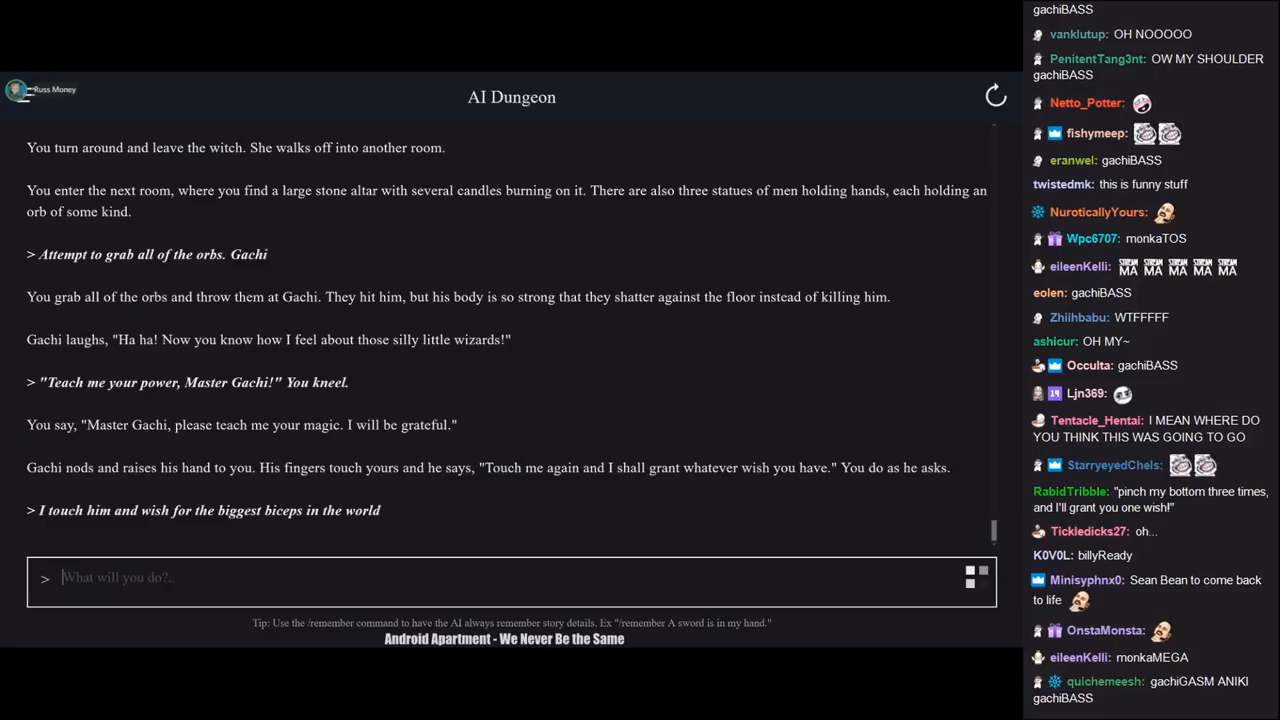 Russ Money
AI Dungeon
You turn around and leave the witch. She walks off into another room.
You enter the next room, where you find a large stone altar with several candles burning on it. There are also three statues of men holding hands, each holding an
orb of some kind.
> Attempt to grab all of the orbs. Gachi
You grab all of the orbs and throw them at Gachi. They hit him, but his body is so strong that they shatter against the floor instead of killing him.
Gachi laughs, "Ha ha! Now you know how I feel about those silly little wizards!"
> "Teach me your power, Master Gachi!" You kneel.
You say, "Master Gachi, please teach me your magic. I will be grateful."
Gachi nods and raises his hand to you. His fingers touch yours and he says, "Touch me again and I shall grant whatever wish you have." You do as he asks.
> I touch him and wish for the biggest biceps in the world
> What will you do?..
Tip: Use the /remember command to have the AI always remember story details. Ex "/remember A sword is in my hand."
Android Apartment - We Never Be the Same
gachiBASS
vanklutup: OH NOOOOO
PenitentTang3nt: OW MY SHOULDER
gachiBASS
Netto_Potter:
fishymeep:
eranwel: gachiBASS
twistedmk: this is funny stuff
NuroticallyYours:
Wpc6707: monkaTOS
eileenKelli: STREAM MA STREAM MA STREAM MA STREAM MA STREAM MA
eolen: gachiBASS
Zhiihbabu: WTFFFFF
ashicur: OH MY~
Occulta: gachiBASS
14 Ljn369:
Tentacle_Hentai: I MEAN WHERE DO
YOU THINK THIS WAS GOING TO GO
StarryeyedChels:
RabidTribble: "pinch my bottom three times,
and I'll grant you one wish!"
Tickledicks27: oh...
K0V0L: billyReady
Minisyphnx0: Sean Bean to come back
to life
OnstaMonsta:
eileenKelli: monkaMEGA
quichemeesh: gachiGASM ANIKI
gachiBASS